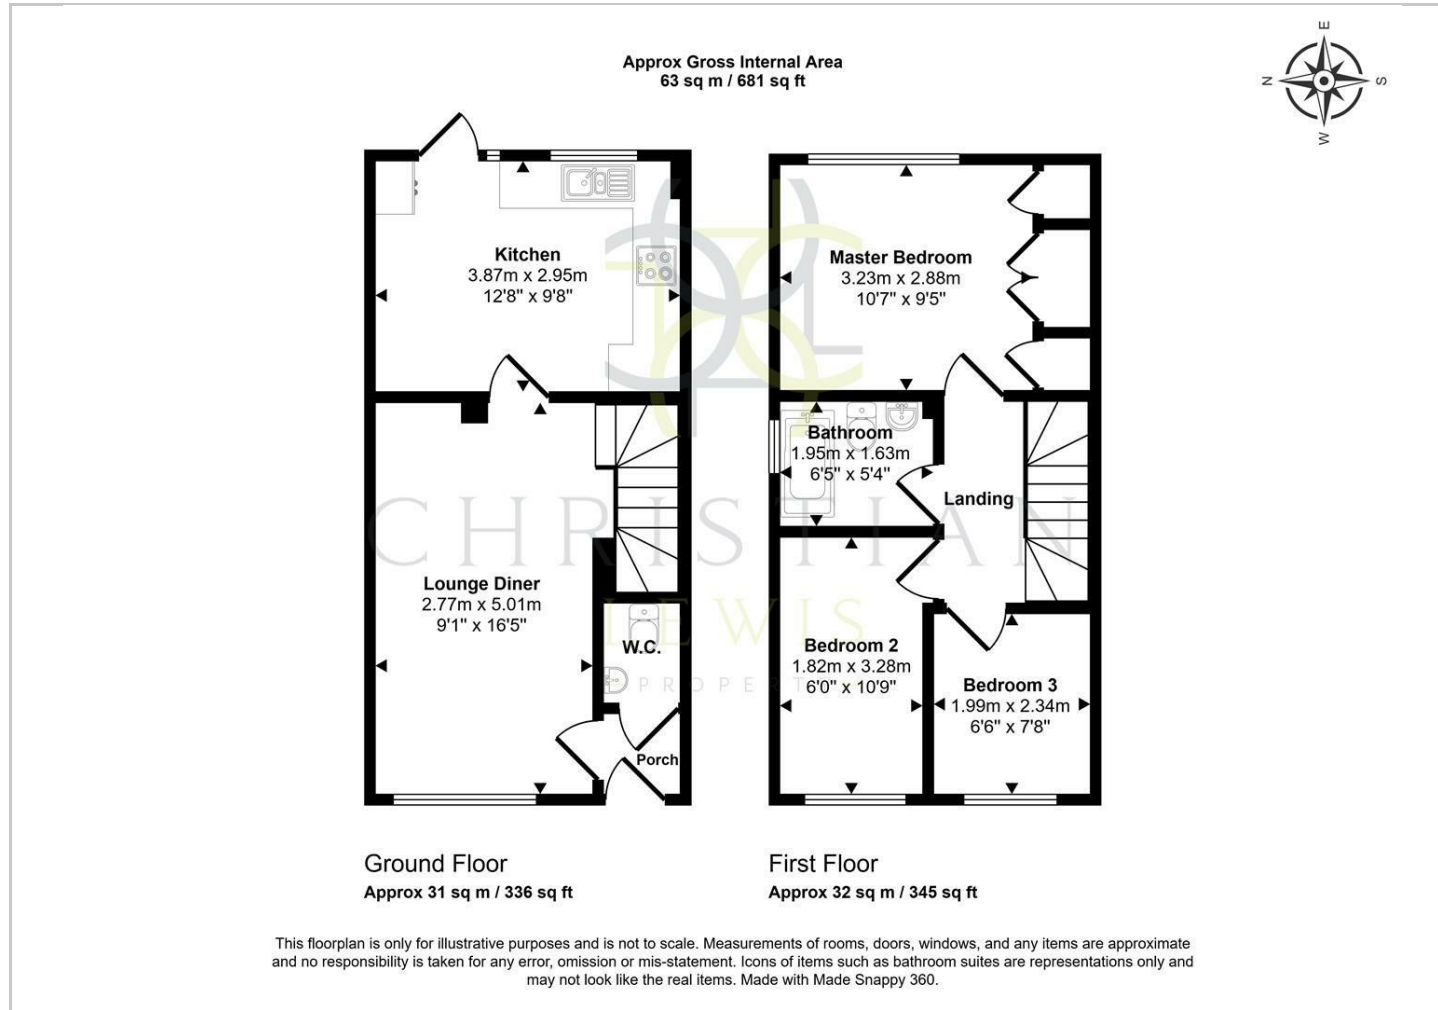 Approx Gross Internal Area
63 sq m / 681 sq ft
E
N
S
W
Kitchen
3.87m x 2.95m
12'8" x 9'8"
Master Bedroom
3.23m x 2.88m
10'7" x 9'5"
Bathroom
1.95m x 1.63m
6'5" x 5'4"
Landing
CHRISTIAN
LEWIS
PROPERT
Lounge Diner
2.77m x 5.01m
9'1" x 16'5"
W.C.
Porch
Bedroom 2
1.82m x 3.28m
6'0" x 10'9"
Bedroom 3
1.99m x 2.34m
6'6" x 7'8"
Ground Floor
Approx 31 sq m / 336 sq ft
First Floor
Approx 32 sq m / 345 sq ft
This floorplan is only for illustrative purposes and is not to scale. Measurements of rooms, doors, windows, and any items are approximate
and no responsibility is taken for any error, omission or mis-statement. Icons of items such as bathroom suites are representations only and
may not look like the real items. Made with Made Snappy 360.